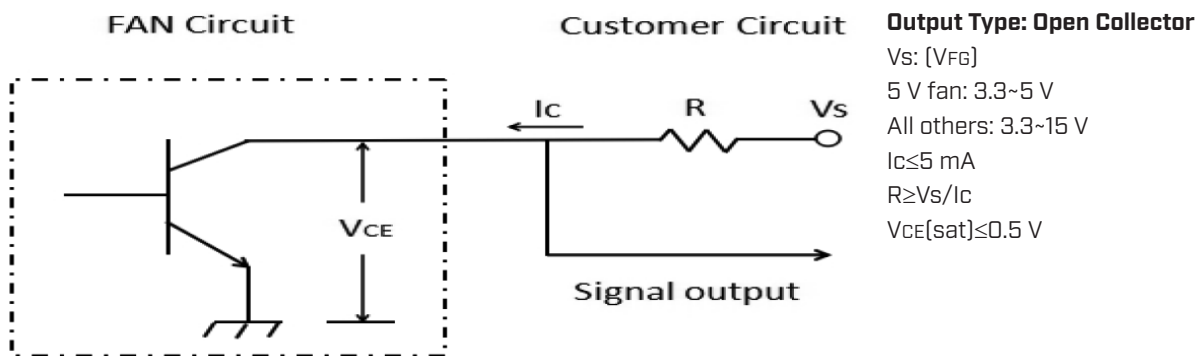 FAN Circuit
Customer Circuit
Ic
R
Vs
VCE
Signal output
Output Type: Open Collector
Vs: (VFG)
5 V fan: 3.3~5 V
All others: 3.3~15 V
Ic≤5 mA
R≥Vs/Ic
VCE(sat)≤0.5 V